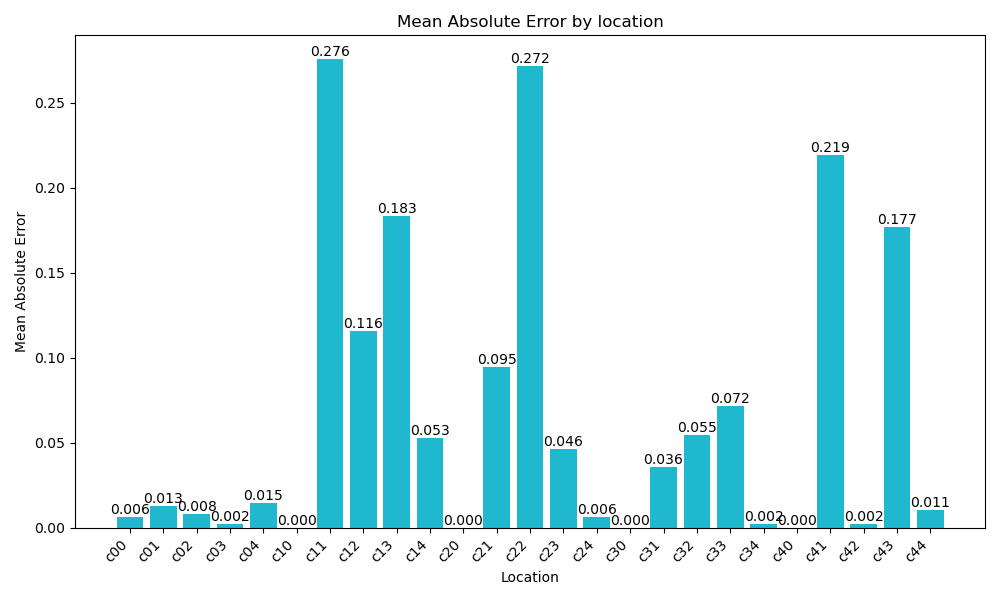 Mean Absolute Error by location
Mean Absolute Error
0.25
0.20
0.15
0.10
0.05
0.00
0.006
0.013
0.008
0.002
0.015
0.000
0.276
0.116
0.183
0.053
0.000
0.095
0.272
0.046
0.006
0.000
0.036
0.055
0.072
0.002
0.000
0.219
0.002
0.177
0.011
c00
c01
c02
c03
c04
c10
c11
c12
c13
c14
c20
c21
c22
c23
c24
c30
c31
c32
c33
c34
c40
c41
c42
c43
c44
Location